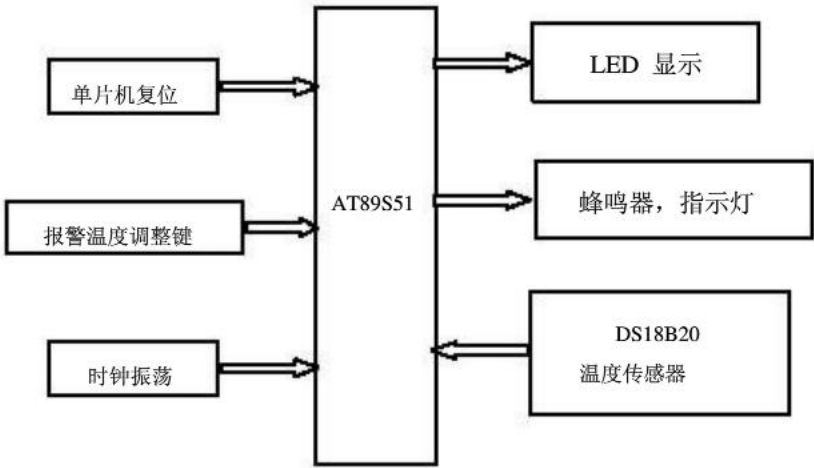 单片机复位
报警温度调整键
时钟振荡
AT89S51
LED 显示
蜂鸣器，指示灯
DS18B20
温度传感器